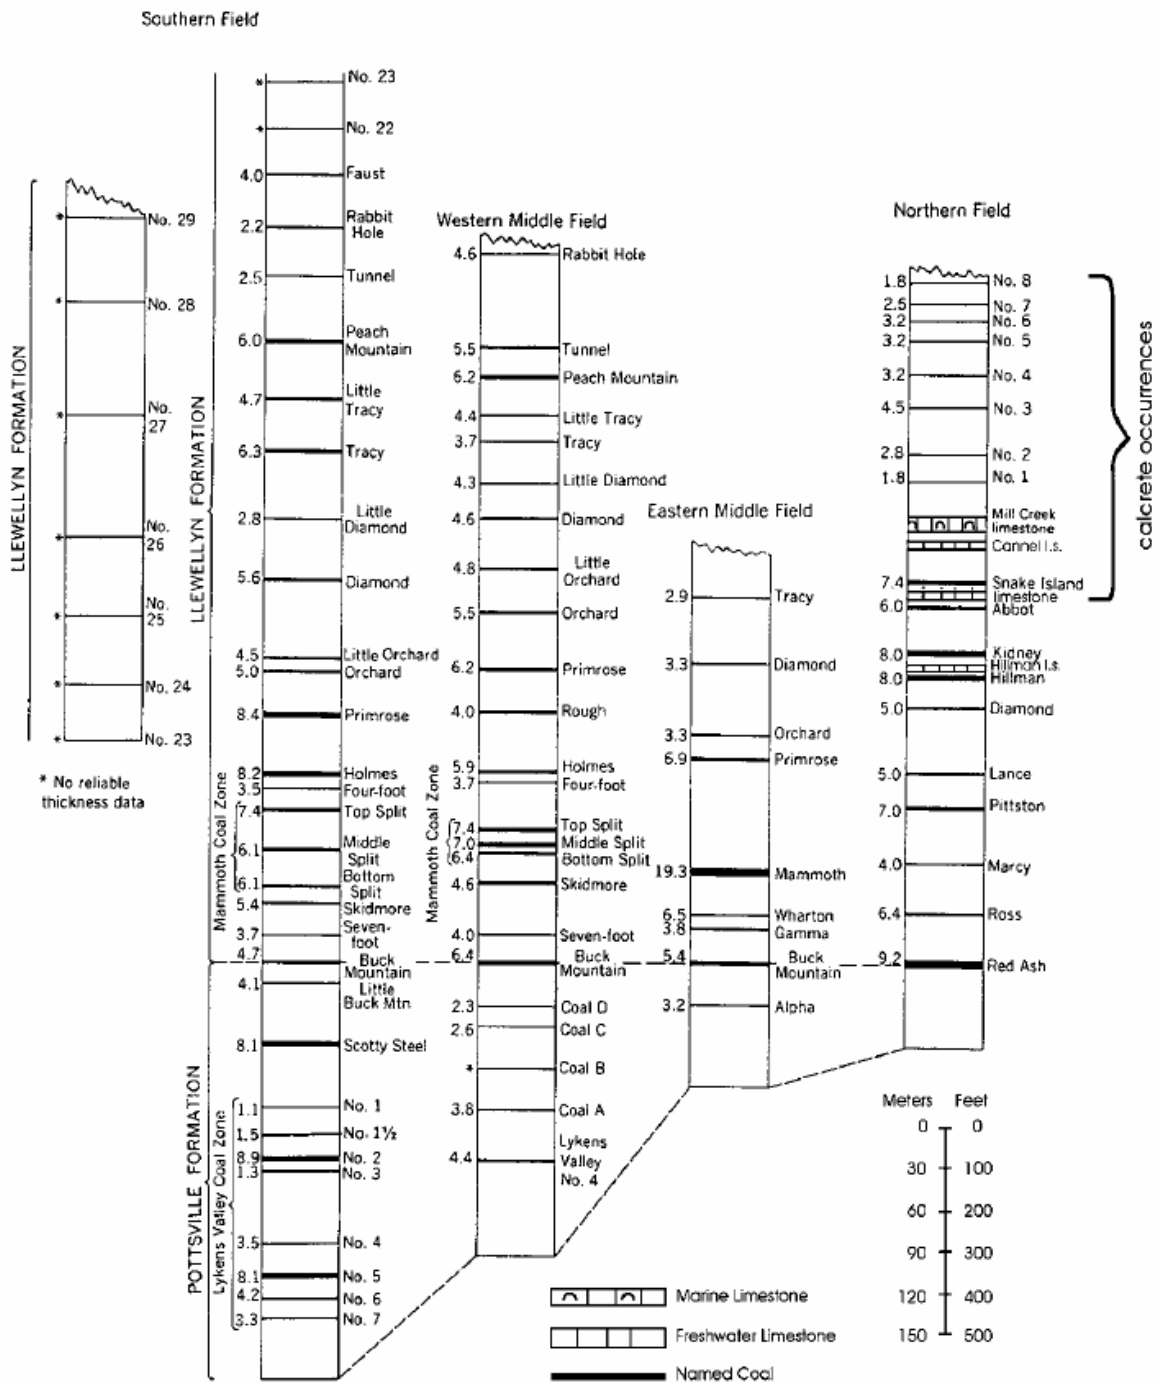 Southern Field
LLEWELLYN FORMATION
* No. 29
* No. 28
* No.
27
* No.
26
* No.
25
* No. 24
* No. 23
* No reliable
thickness data
LLEWELLYN FORMATION
* No. 23
* No. 22
4.0 Faust
2.2 Rabbit
Hole
2.5 Tunnel
6.0 Peach
Mountain
4.7 Little
Tracy
6.3 Tracy
2.8 Little
Diamond
5.6 Diamond
4.5 Little Orchard
5.0 Orchard
8.4 Primrose
Mammoth Coal Zone
8.2 Holmes
3.5 Four-foot
7.4 Top Split
6.1 Middle
Split
6.1 Bottom
Split
5.4 Skidmore
3.7 Seven-
foot
4.7 Buck
Mountain
POTTSVILLE FORMATION
4.1 Little
Buck Mtn.
8.1 Scotty Steel
Lykens Valley Coal Zone
1.1 No. 1
1.5 No. 1½
8.9 No. 2
1.3 No. 3
3.5 No. 4
8.1 No. 5
4.2 No. 6
3.3 No. 7
Western Middle Field
4.6 Rabbit Hole
5.5 Tunnel
6.2 Peach Mountain
4.4 Little Tracy
3.7 Tracy
4.3 Little Diamond
4.6 Diamond
4.8 Little
Orchard
5.5 Orchard
6.2 Primrose
4.0 Rough
Mammoth Coal Zone
5.9 Holmes
3.7 Four-foot
7.4 Top Split
7.0 Middle Split
6.4 Bottom Split
4.6 Skidmore
4.0 Seven-foot
6.4 Buck
Mountain
2.3 Coal D
2.6 Coal C
* Coal B
3.8 Coal A
4.4 Lykens
Valley
No. 4
Eastern Middle Field
2.9 Tracy
3.3 Diamond
3.3 Orchard
6.9 Primrose
19.3 Mammoth
6.5 Wharton
3.8 Gamma
5.4 Buck
Mountain
3.2 Alpha
Northern Field
1.8 No. 8
2.5 No. 7
3.2 No. 6
3.2 No. 5
3.2 No. 4
4.5 No. 3
2.8 No. 2
1.8 No. 1
Mill Creek
limestone
Cannel l.s.
7.4 Snake Island
limestone
6.0 Abbot
8.0 Kidney
Hillman l.s.
8.0 Hillman
5.0 Diamond
5.0 Lance
7.0 Pittston
4.0 Marcy
6.4 Ross
9.2 Red Ash
calcrete occurrences
Meters Feet
0 0
30 100
60 200
90 300
120 400
150 500
Marine Limestone
Freshwater Limestone
Named Coal